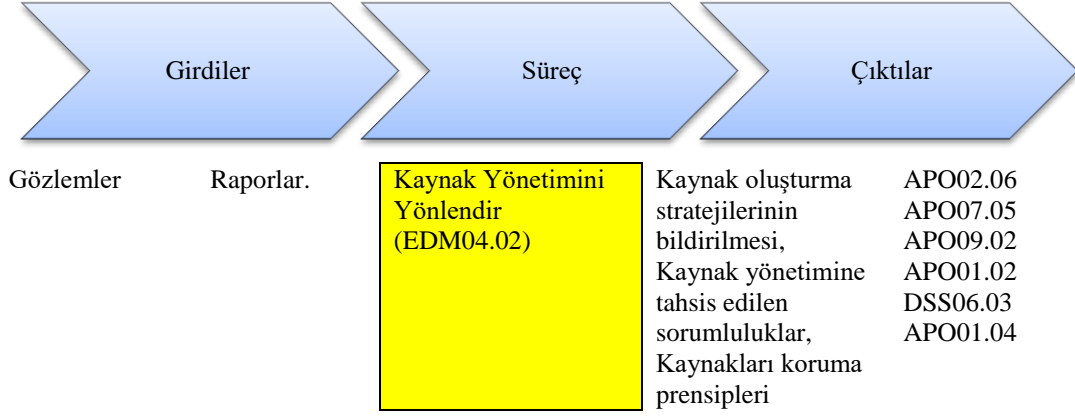 Girdiler
Süreç
Çıktılar
Gözlemler
Raporlar.
Kaynak Yönetimini
Yönlendir
(EDM04.02)
Kaynak oluşturma
stratejilerinin
bildirilmesi,
Kaynak yönetimine
tahsis edilen
sorumluluklar,
Kaynakları koruma
prensipleri
APO02.06
APO07.05
APO09.02
APO01.02
DSS06.03
APO01.04